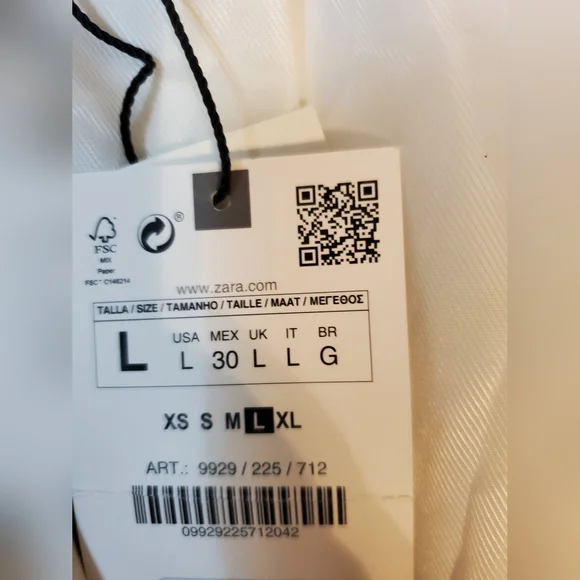 ®
FSC
MIX
Paper
FSC™ C146214
www.zara.com
TALLA / SIZE / TAMANHO / TAILLE / MAAT / ΜΕΓΕΘΟΣ
USA MEX UK IT BR
L L 30 L L G
XS S M L XL
ART.: 9929 / 225 / 712
09929225712042